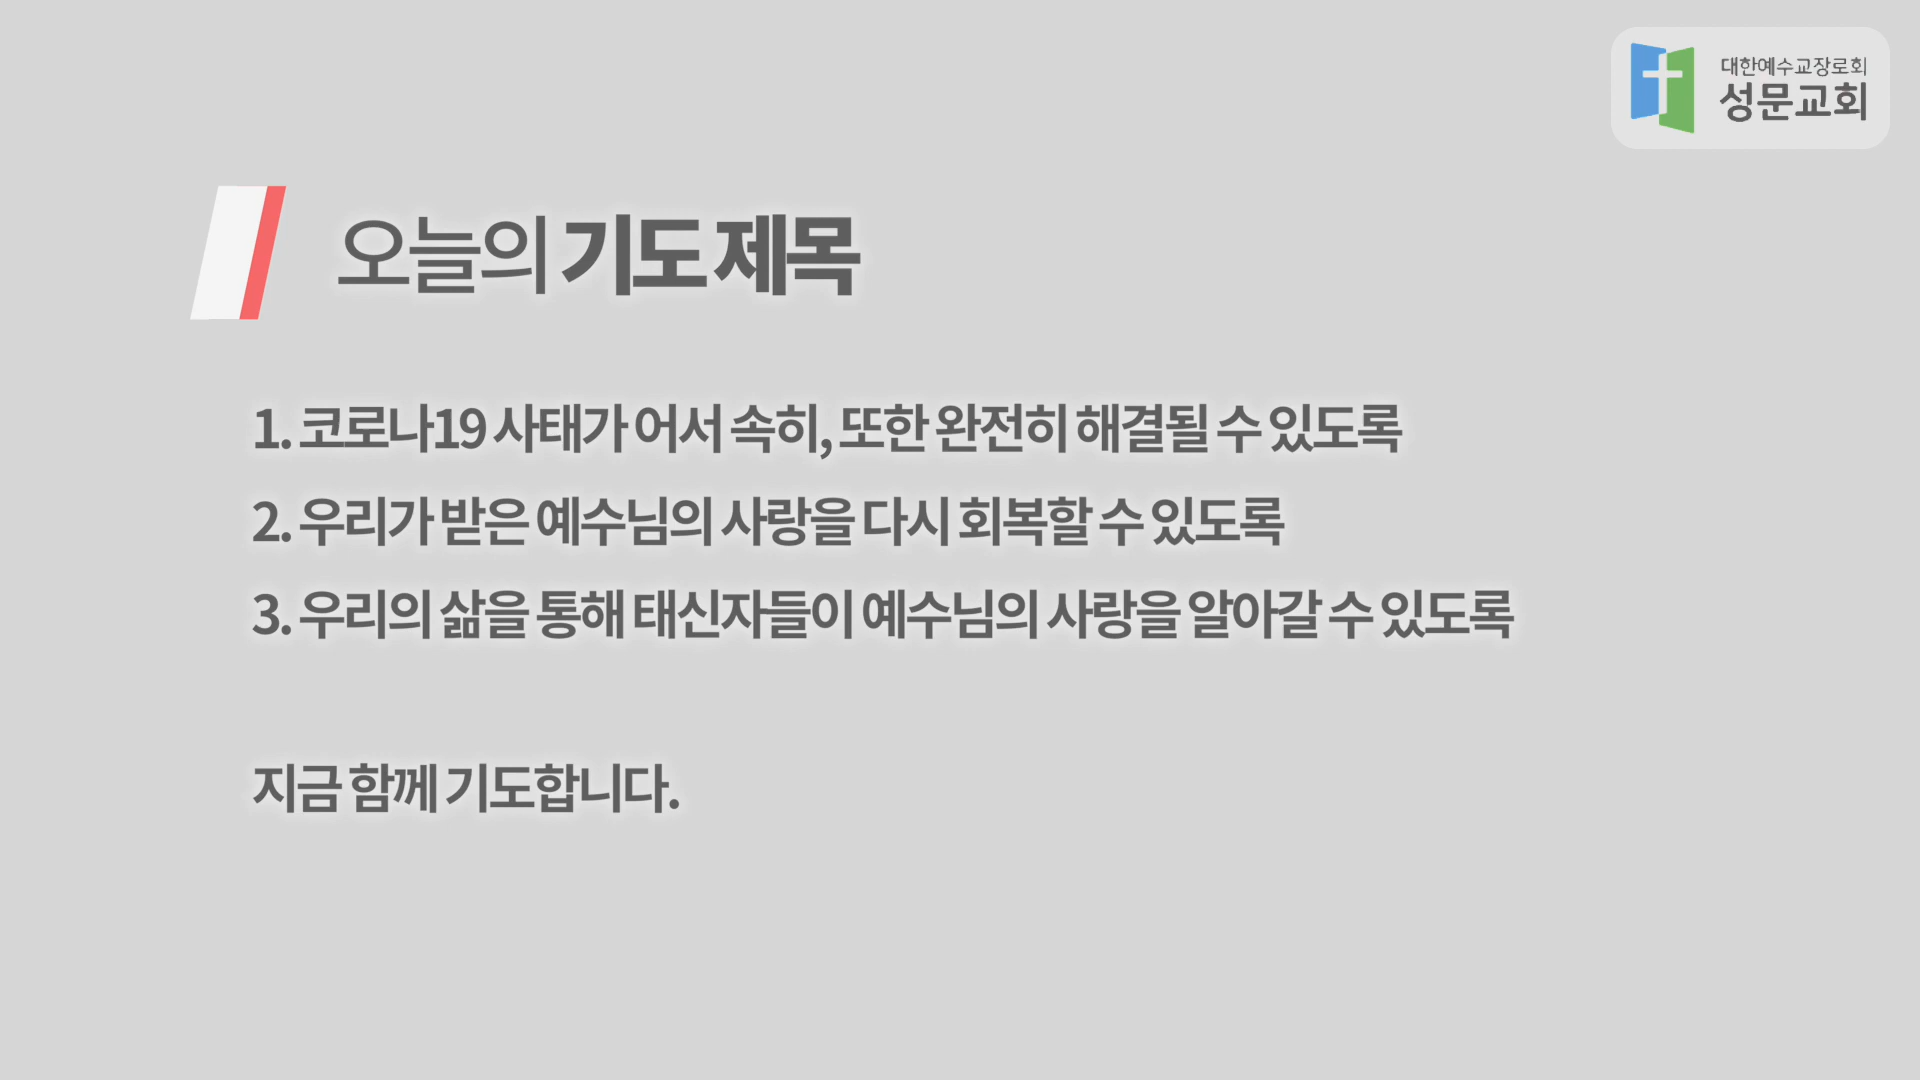 대한예수교장로회
성문교회
오늘의 기도 제목
1. 코로나19 사태가 어서 속히, 또한 완전히 해결될 수 있도록
2. 우리가 받은 예수님의 사랑을 다시 회복할 수 있도록
3. 우리의 삶을 통해 태신자들이 예수님의 사랑을 알아갈 수 있도록
지금 함께 기도합니다.